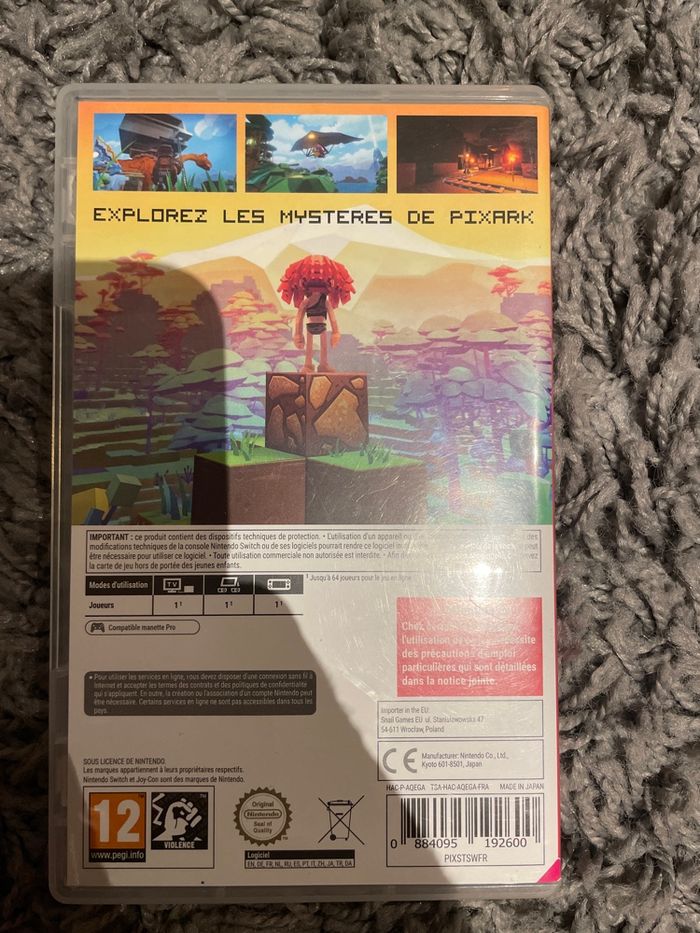 EXPLOREZ LES MYSTERES DE PIXARK
IMPORTANT : ce produit contient des dispositifs techniques de protection. • L'utilisation d'un appareil ou d' des
modifications techniques de la console Nintendo Switch ou de ses logiciels pourrait rendre ce logiciel peut
être nécessaire pour utiliser ce logiciel. • Toute utilisation commerciale non autorisée est interdite. • Afin
la carte de jeu hors de portée des jeunes enfants.
Modes d'utilisation TV
Joueurs 1¹ 1¹ 1¹
¹ Jusqu'à 64 joueurs pour le jeu en ligne
Compatible manette Pro
Chez
l'utilisation
des précautions d'emploi
particulières qui sont détaillées
dans la notice jointe.
• Pour utiliser les services en ligne, vous devez disposer d'une connexion sans fil à
Internet et accepter les termes des contrats et des politiques de confidentialité
qui s'appliquent. En outre, la création ou l'association d'un compte Nintendo peut
être nécessaire. Certains services en ligne ne sont pas accessibles dans tous les
pays.
Importer in the EU:
Snail Games EU ul. Staniszwowska 47
54-611 Wrocław, Poland
CE
Manufacturer: Nintendo Co., Ltd.,
Kyoto 601-8501, Japan
SOUS LICENCE DE NINTENDO.
Les marques appartiennent à leurs propriétaires respectifs.
Nintendo Switch et Joy-Con sont des marques de Nintendo.
HAC-P-AQEGA TSA-HAC-AQEGA-FRA MADE IN JAPAN
12
www.pegi.info
VIOLENCE
TM
Original
Nintendo
Seal of
Quality
Logiciel
EN, DE, FR, NL, RU, ES, PT, IT, ZH, JA, TR, DA
0 884095 192600
PIXSTSWFR